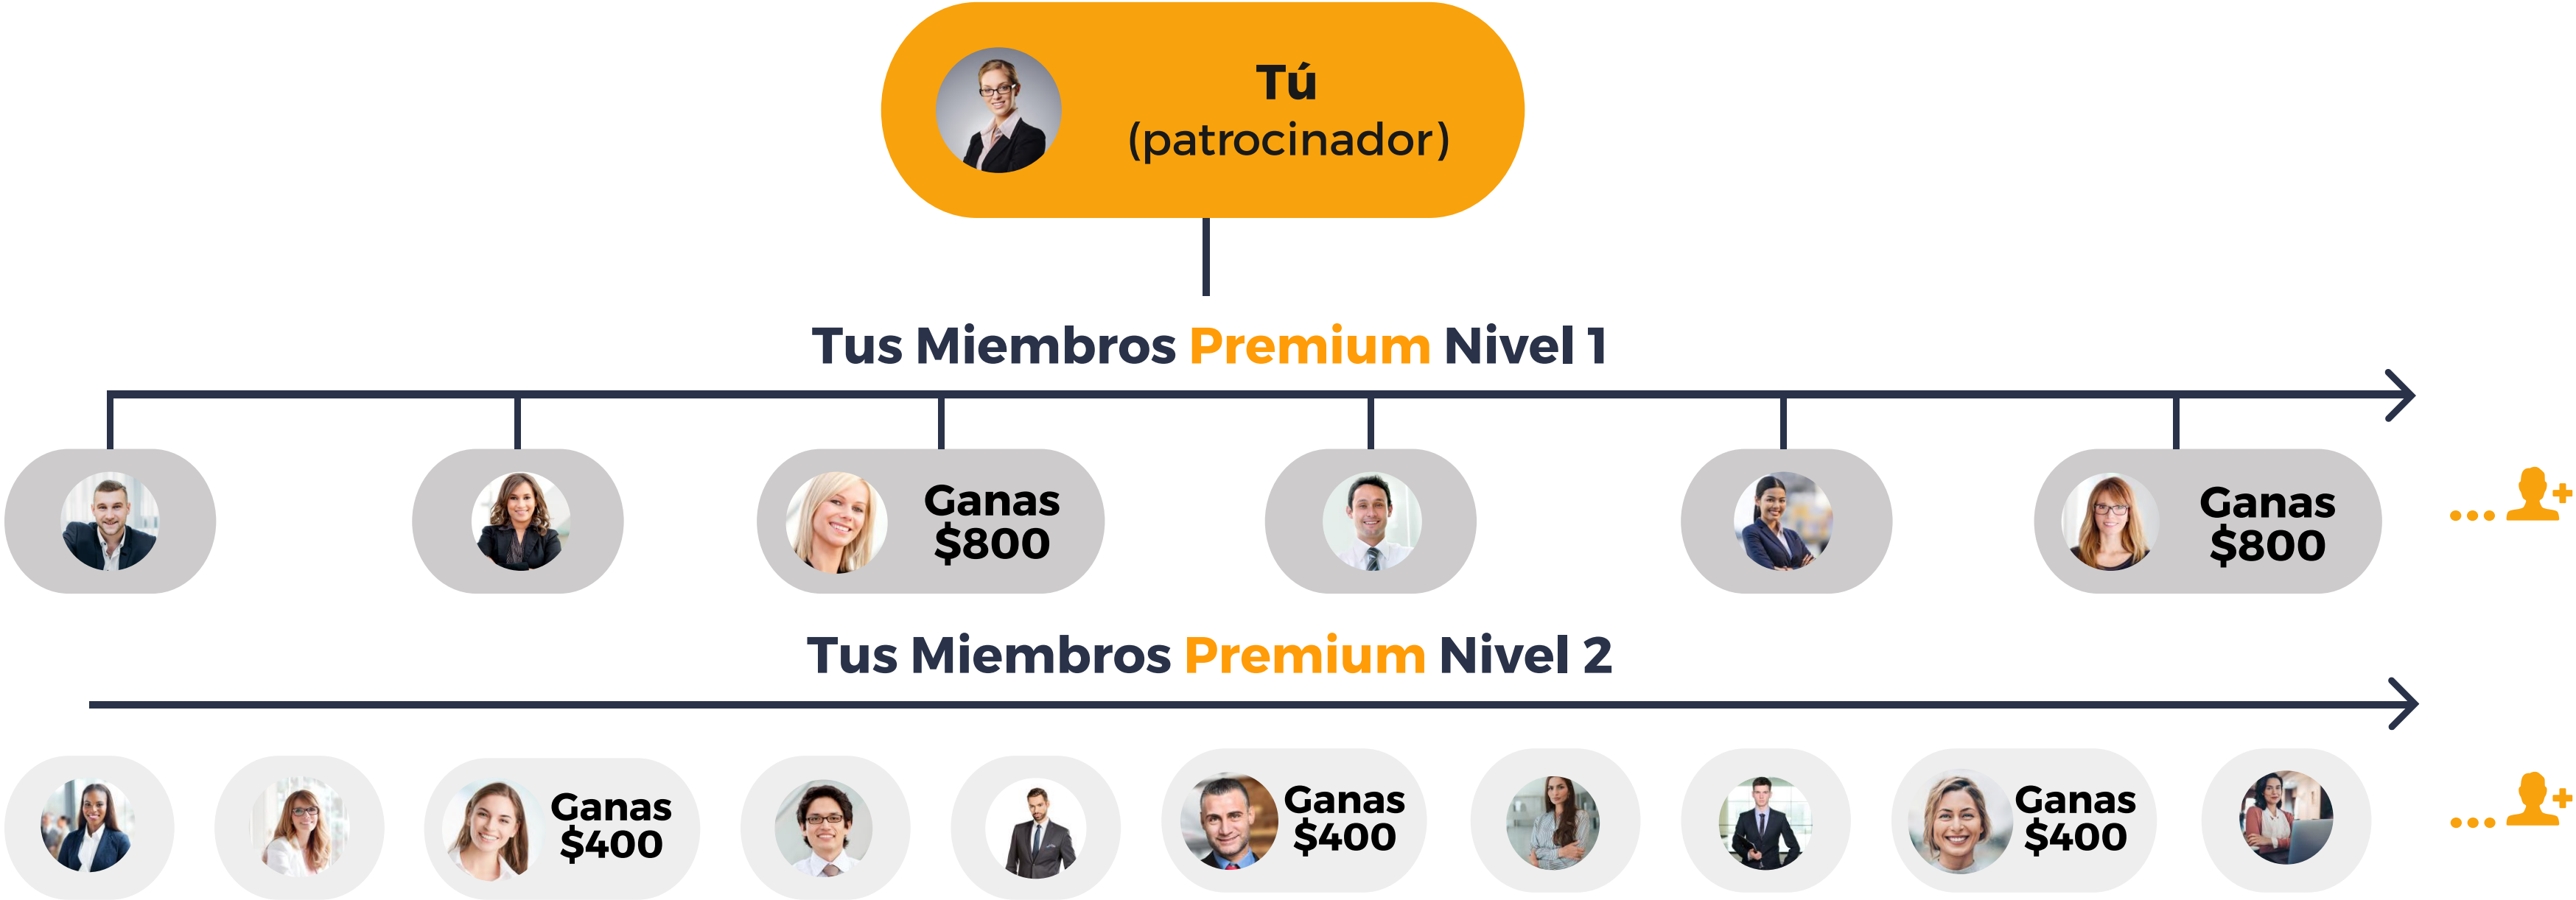 Tú
(patrocinador)
Tus Miembros Premium Nivel 1
Ganas
$800
Ganas
$800
...
Tus Miembros Premium Nivel 2
Ganas
$400
Ganas
$400
Ganas
$400
...